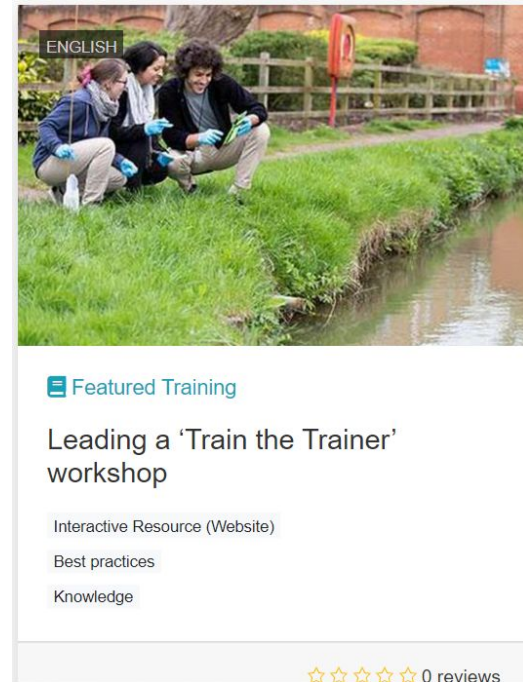 ENGLISH
Featured Training
Leading a ‘Train the Trainer’
workshop
Interactive Resource (Website)
Best practices
Knowledge
0 reviews